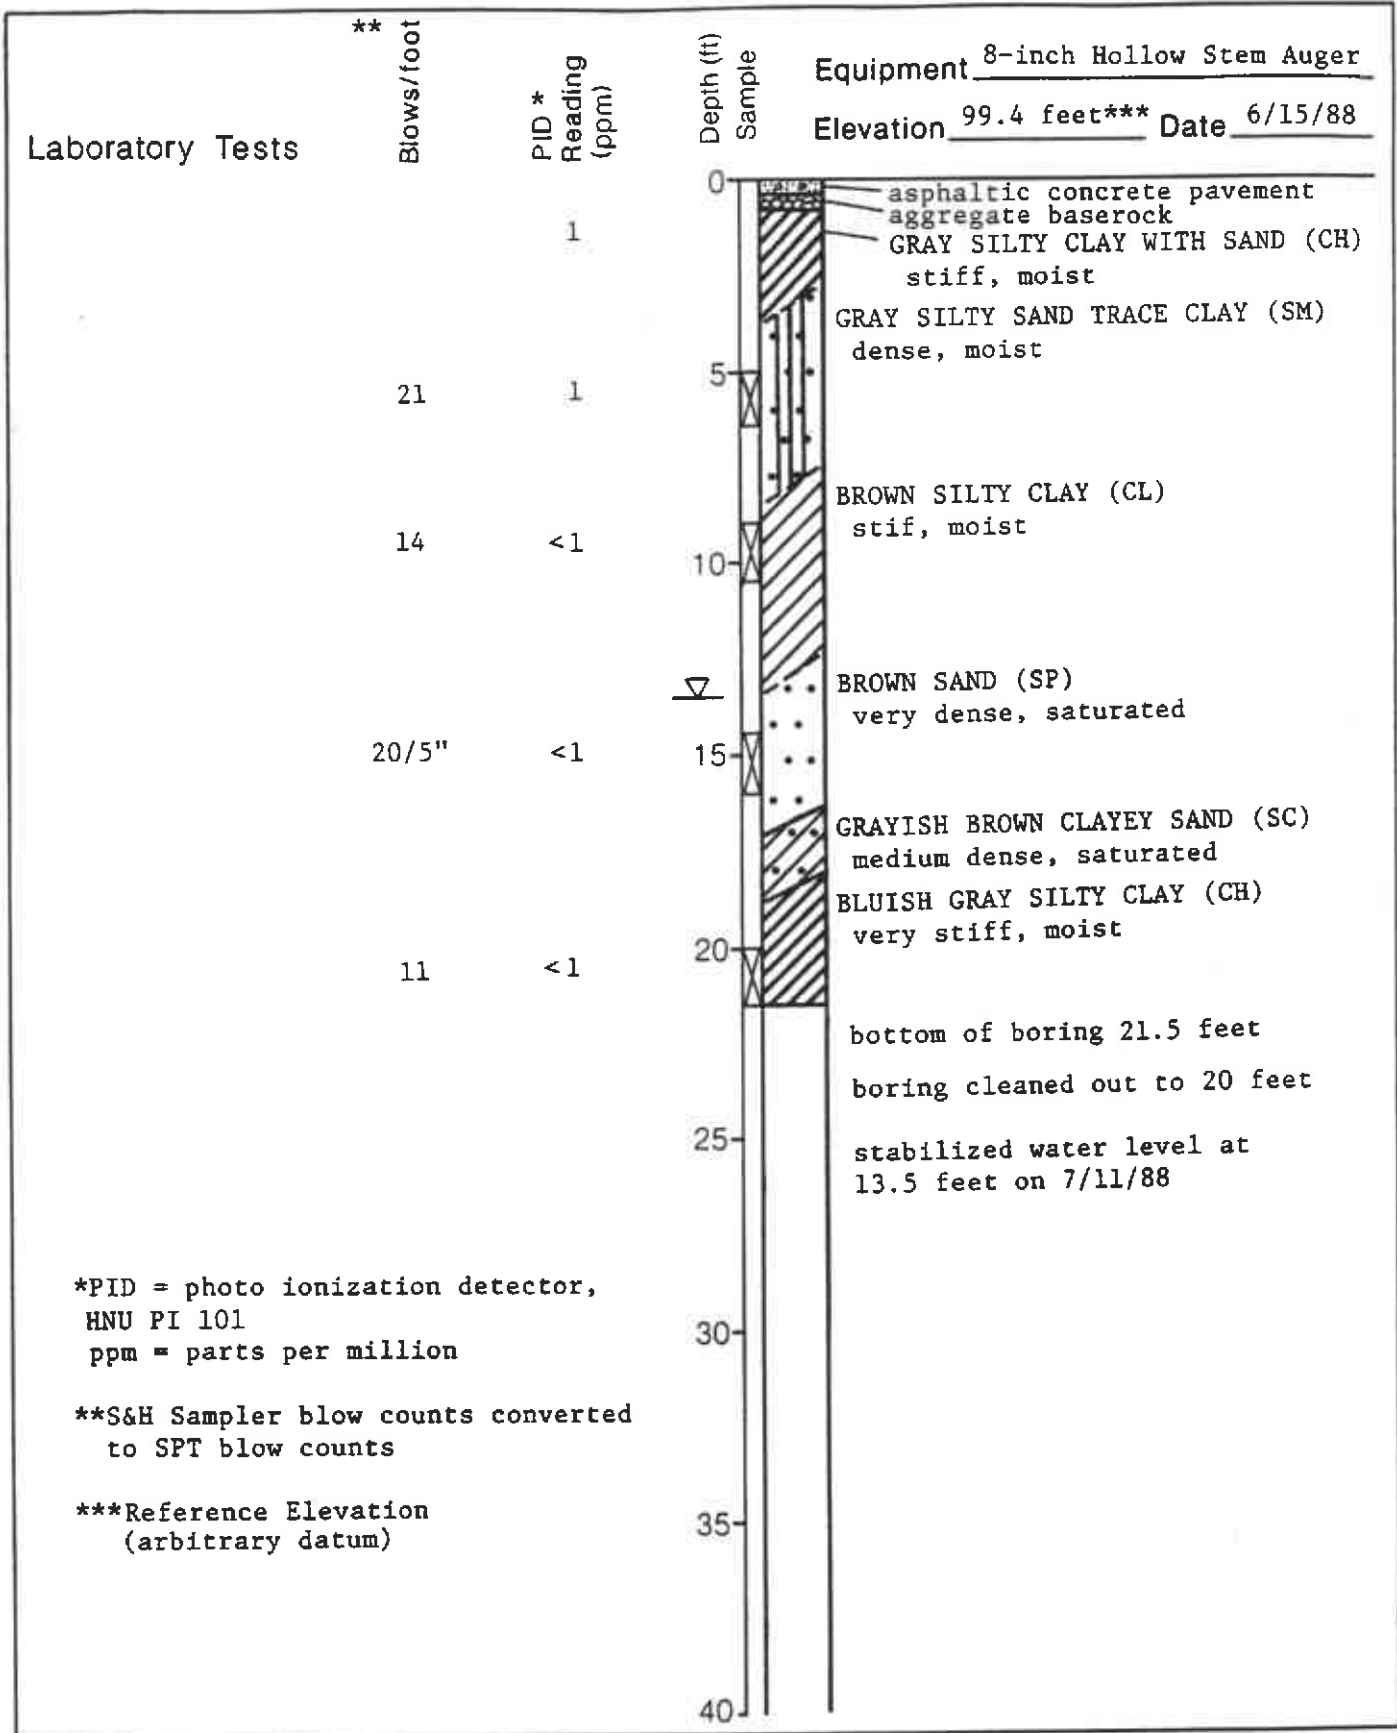 ** Blows/foot
PID *
Reading
(ppm)
Depth (ft)
Sample
Equipment 8-inch Hollow Stem Auger
Laboratory Tests
Elevation 99.4 feet*** Date 6/15/88
0
asphaltic concrete pavement
aggregate baserock
1
GRAY SILTY CLAY WITH SAND (CH)
stiff, moist
GRAY SILTY SAND TRACE CLAY (SM)
dense, moist
21 1 5
BROWN SILTY CLAY (CL)
stif, moist
14 <1 10
BROWN SAND (SP)
very dense, saturated
20/5" <1 15
GRAYISH BROWN CLAYEY SAND (SC)
medium dense, saturated
BLUISH GRAY SILTY CLAY (CH)
very stiff, moist
20
11 <1
bottom of boring 21.5 feet
boring cleaned out to 20 feet
25
stabilized water level at
13.5 feet on 7/11/88
*PID = photo ionization detector,
HNU PI 101
ppm = parts per million
30
**S&H Sampler blow counts converted
to SPT blow counts
***Reference Elevation
(arbitrary datum)
35
40